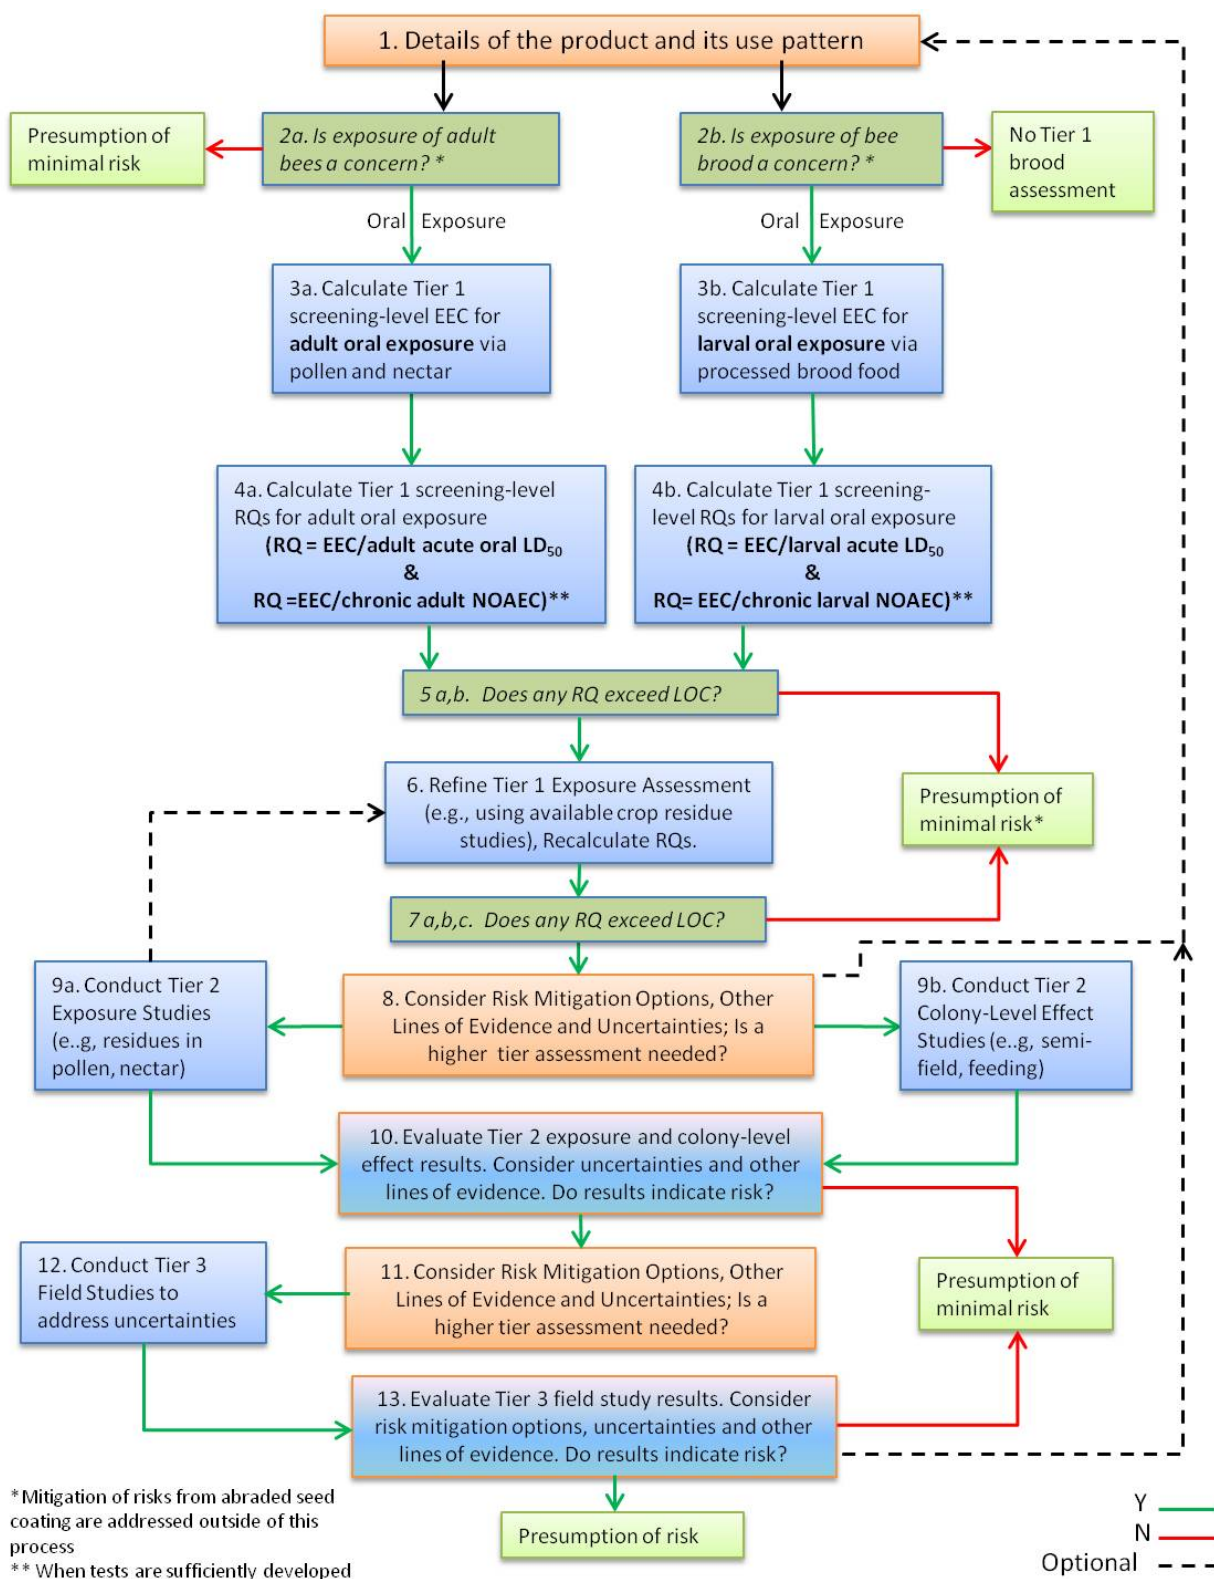 1. Details of the product and its use pattern
Presumption of
minimal risk
2a. Is exposure of adult
bees a concern? *
2b. Is exposure of bee
brood a concern? *
No Tier 1
brood
assessment
Oral Exposure
Oral Exposure
3a. Calculate Tier 1
screening-level EEC for
adult oral exposure via
pollen and nectar
3b. Calculate Tier 1
screening-level EEC for
larval oral exposure via
processed brood food
4a. Calculate Tier 1 screening-level
RQs for adult oral exposure
(RQ = EEC/adult acute oral LD50
&
RQ =EEC/chronic adult NOAEC)**
4b. Calculate Tier 1 screening-
level RQs for larval oral exposure
(RQ = EEC/larval acute LD50
&
RQ= EEC/chronic larval NOAEC)**
5 a,b. Does any RQ exceed LOC?
6. Refine Tier 1 Exposure Assessment
(e.g., using available crop residue
studies), Recalculate RQs.
Presumption of
minimal risk*
7 a,b,c. Does any RQ exceed LOC?
9a. Conduct Tier 2
Exposure Studies
(e..g, residues in
pollen, nectar)
8. Consider Risk Mitigation Options, Other
Lines of Evidence and Uncertainties; Is a
higher tier assessment needed?
9b. Conduct Tier 2
Colony-Level Effect
Studies (e..g, semi-
field, feeding)
10. Evaluate Tier 2 exposure and colony-level
effect results. Consider uncertainties and other
lines of evidence. Do results indicate risk?
12. Conduct Tier 3
Field Studies to
address uncertainties
11. Consider Risk Mitigation Options, Other
Lines of Evidence and Uncertainties; Is a
higher tier assessment needed?
Presumption of
minimal risk
13. Evaluate Tier 3 field study results. Consider
risk mitigation options, uncertainties and other
lines of evidence. Do results indicate risk?
Presumption of risk
*Mitigation of risks from abraded seed
coating are addressed outside of this
process
** When tests are sufficiently developed
Y
N
Optional